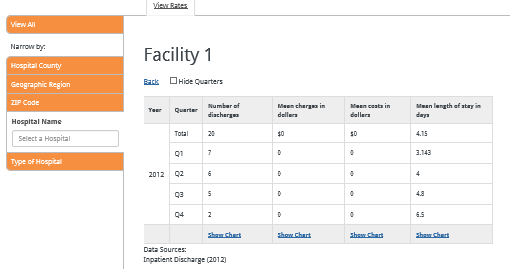 View Rates
View All
Narrow by:
Hospital County
Geographic Region
ZIP Code
Hospital Name
Select a Hospital
Type of Hospital
Facility 1
Back Hide Quarters
Year Quarter Number of discharges Mean charges in dollars Mean costs in dollars Mean length of stay in days
2012 Total 20 $0 $0 4.15
Q1 7 0 0 3.143
Q2 6 0 0 4
Q3 5 0 0 4.8
Q4 2 0 0 6.5
Show Chart Show Chart Show Chart Show Chart
Data Sources:
Inpatient Discharge (2012)